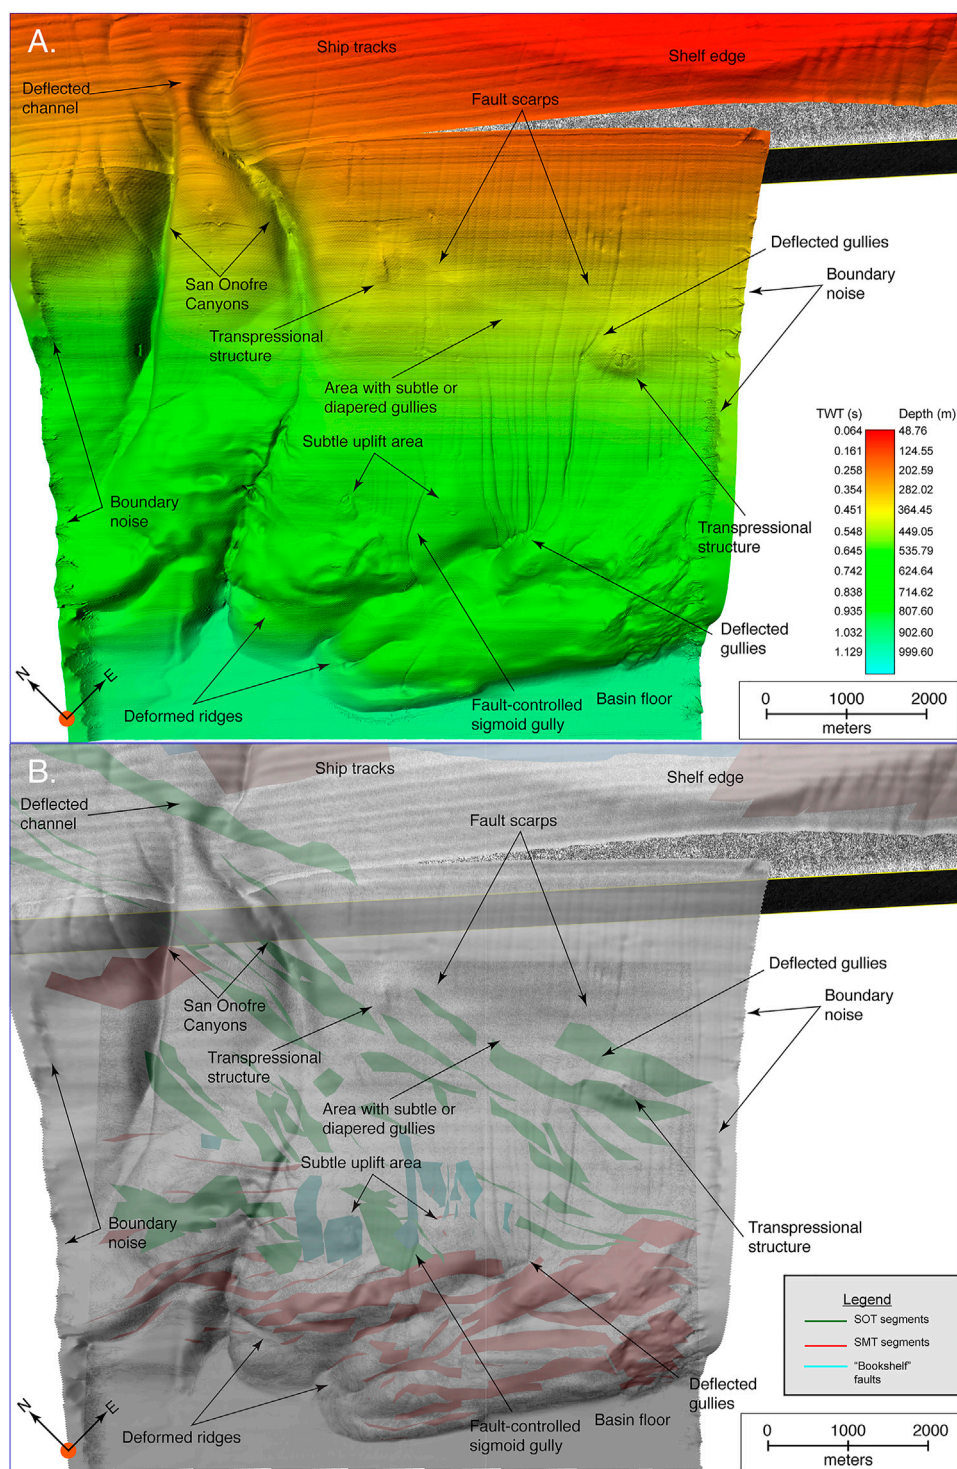 A.
Ship tracks
Shelf edge
Deflected
channel
Fault scarps
Deflected gullies
Boundary
noise
San Onofre
Canyons
Transpressional
structure
Area with subtle or
diapered gullies
Subtle uplift area
Boundary
noise
Transpressional
structure
TWT (s) Depth (m)
0.064 48.76
0.161 124.55
0.258 202.59
0.354 282.02
0.451 364.45
0.548 449.05
0.645 535.79
0.742 624.64
0.838 714.62
0.935 807.60
1.032 902.60
1.129 999.60
Deflected
gullies
N E
Deformed ridges
Fault-controlled
sigmoid gully
Basin floor
0 1000 2000
meters
B.
Ship tracks
Shelf edge
Deflected
channel
Fault scarps
Deflected gullies
Boundary
noise
San Onofre
Canyons
Transpressional
structure
Area with subtle or
diapered gullies
Subtle uplift area
Boundary
noise
Transpressional
structure
Legend
SOT segments
SMT segments
"Bookshelf"
faults
Deflected
gullies
N E
Deformed ridges
Fault-controlled
sigmoid gully
Basin floor
0 1000 2000
meters